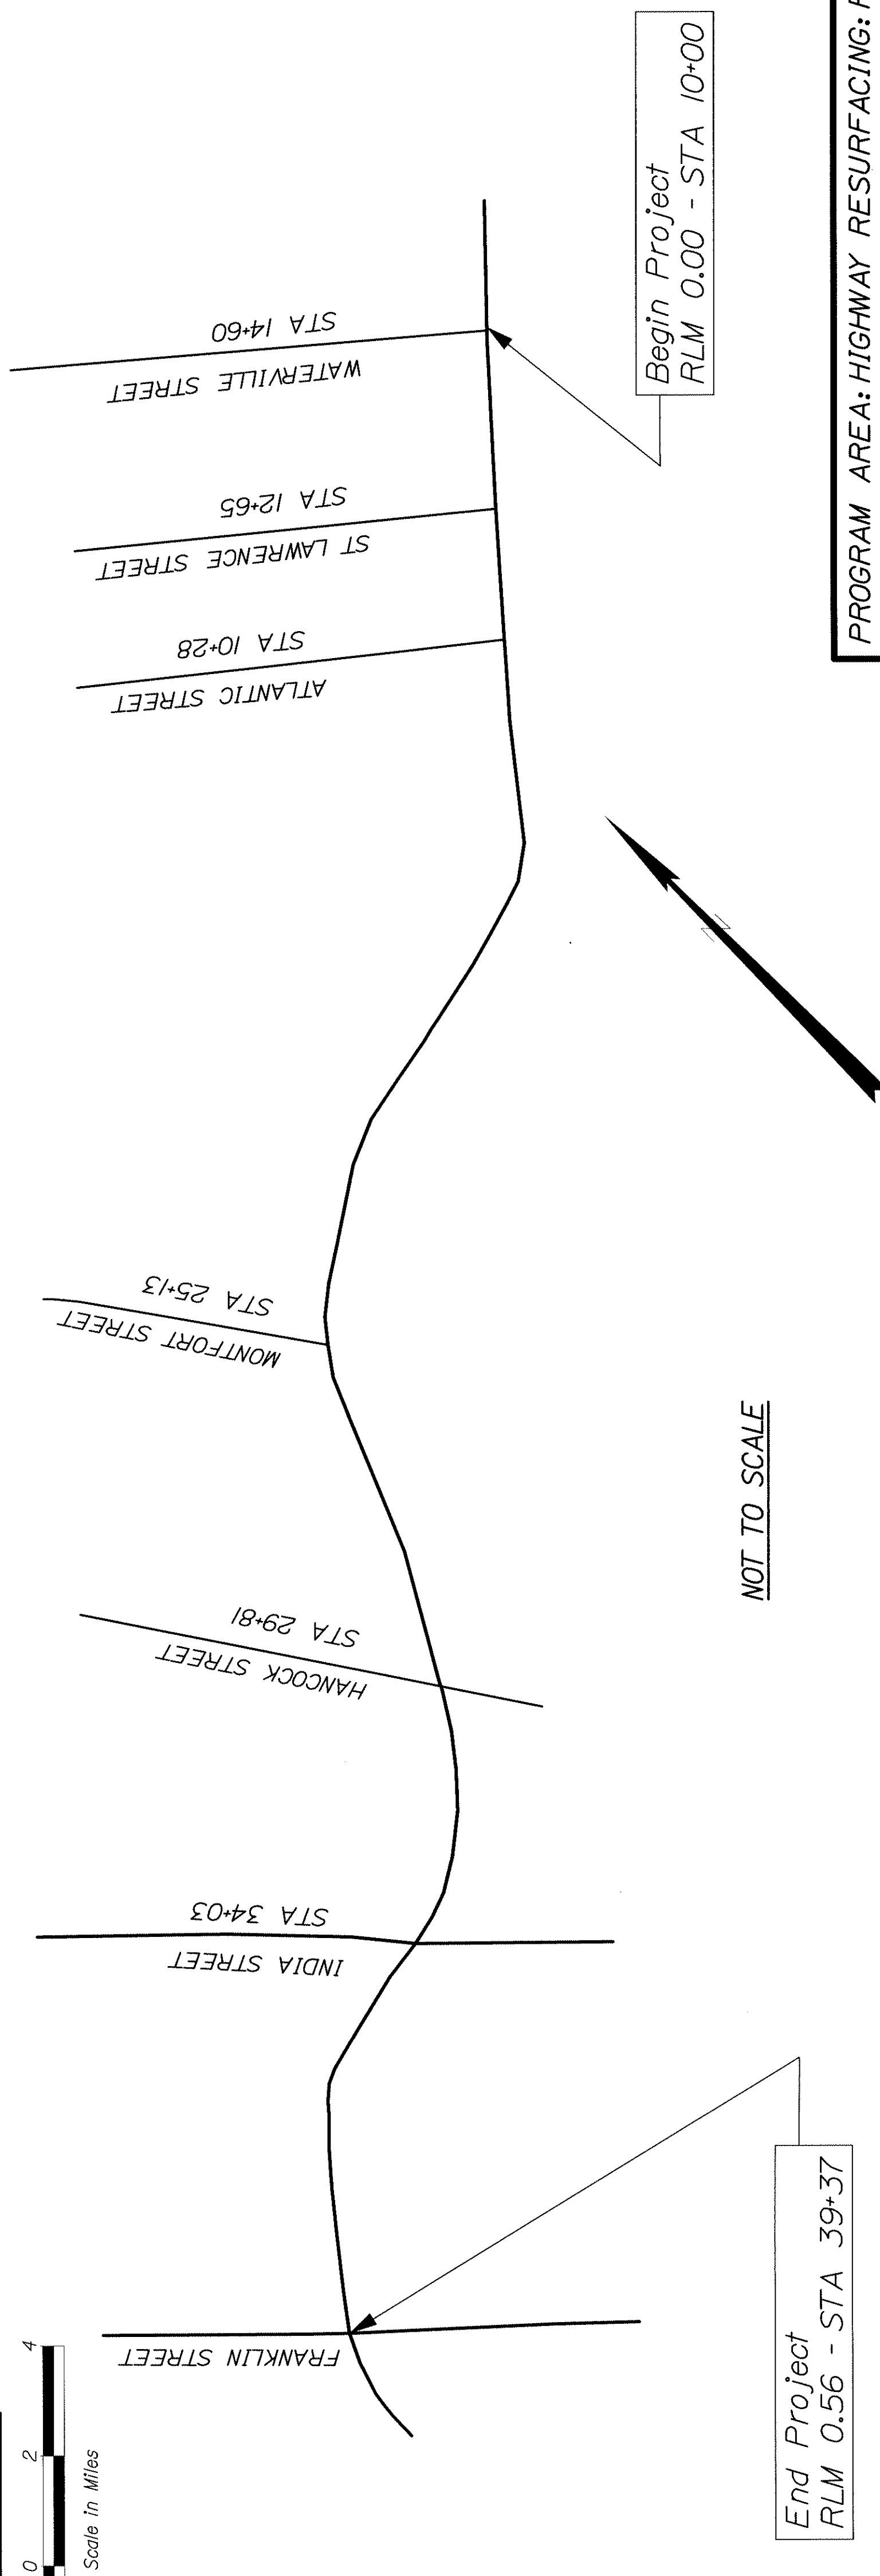 0 2 4
Scale in Miles
FRANKLIN STREET
INDIA STREET
STA 34+03
HANCOCK STREET
STA 29+81
MONTFORT STREET
STA 25+13
ATLANTIC STREET
STA 10+28
ST LAWRENCE STREET
STA 12+65
WATERVILLE STREET
STA 14+60
Begin Project
RLM 0.00 - STA 10+00
End Project
RLM 0.56 - STA 39+37
NOT TO SCALE
N
PROGRAM AREA: HIGHWAY RESURFACING: